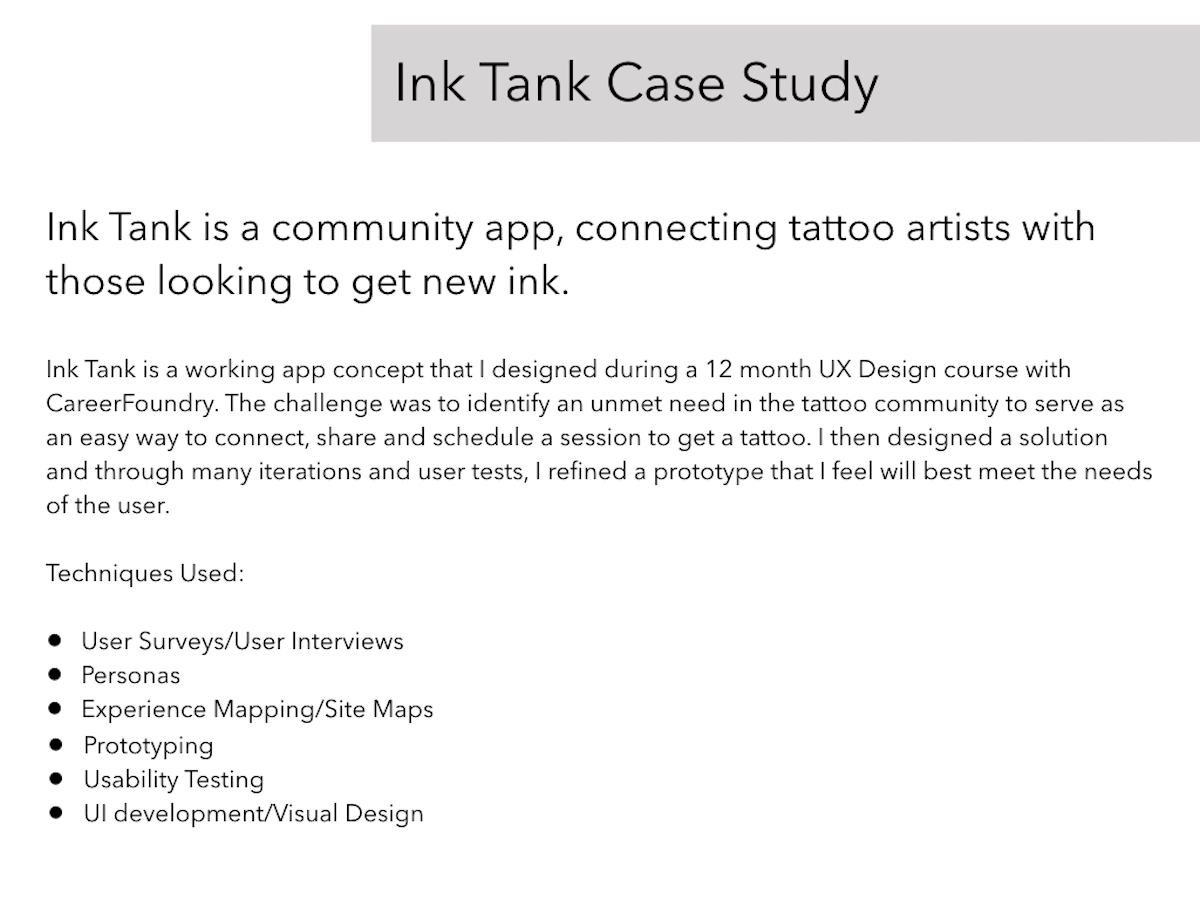 Ink Tank Case Study
Ink Tank is a community app, connecting tattoo artists with
those looking to get new ink.
Ink Tank is a working app concept that I designed during a 12 month UX Design course with
CareerFoundry. The challenge was to identify an unmet need in the tattoo community to serve as
an easy way to connect, share and schedule a session to get a tattoo. I then designed a solution
and through many iterations and user tests, I refined a prototype that I feel will best meet the needs
of the user.
Techniques Used:
● User Surveys/User Interviews
● Personas
● Experience Mapping/Site Maps
● Prototyping
● Usability Testing
● UI development/Visual Design